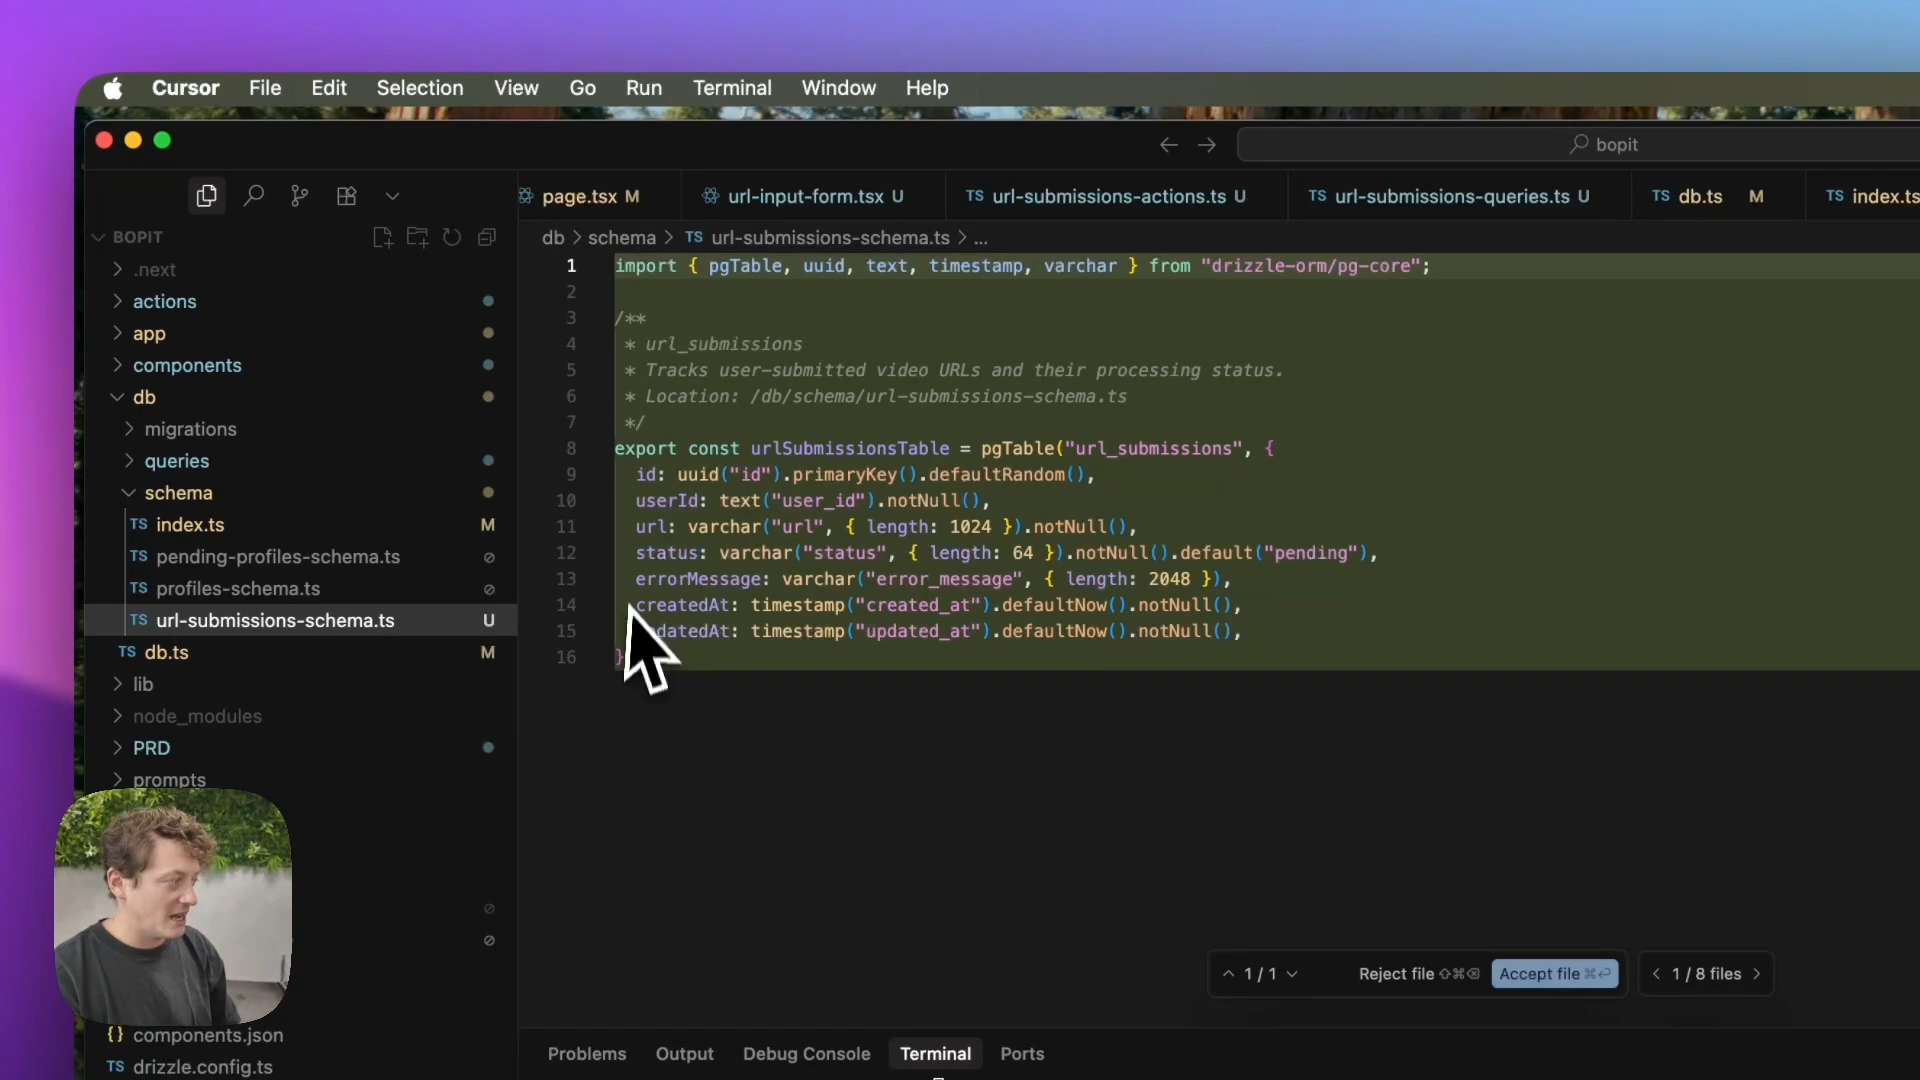 Cursor File Edit Selection View Go Run Terminal Window Help
bopit
page.tsx M url-input-form.tsx U TS url-submissions-actions.ts U TS url-submissions-queries.ts U TS db.ts M TS index.ts
BOPIT
db > schema > TS url-submissions-schema.ts > ...
.next
actions
app
components
db
migrations
queries
schema
TS index.ts M
TS pending-profiles-schema.ts
TS profiles-schema.ts
TS url-submissions-schema.ts U
TS db.ts M
lib
node_modules
PRD
prompts
{} components.json
TS drizzle.config.ts
1 import { pgTable, uuid, text, timestamp, varchar } from "drizzle-orm/pg-core";
2
3 /**
4 * url_submissions
5 * Tracks user-submitted video URLs and their processing status.
6 * Location: /db/schema/url-submissions-schema.ts
7 */
8 export const urlSubmissionsTable = pgTable("url_submissions", {
9 id: uuid("id").primaryKey().defaultRandom(),
10 userId: text("user_id").notNull(),
11 url: varchar("url", { length: 1024 }).notNull(),
12 status: varchar("status", { length: 64 }).notNull().default("pending"),
13 errorMessage: varchar("error_message", { length: 2048 }),
14 createdAt: timestamp("created_at").defaultNow().notNull(),
15 datedAt: timestamp("updated_at").defaultNow().notNull(),
16 }
1 / 1 Reject file ⇧⌘⌫ Accept file ⌘⏎ < 1 / 8 files >
Problems Output Debug Console Terminal Ports